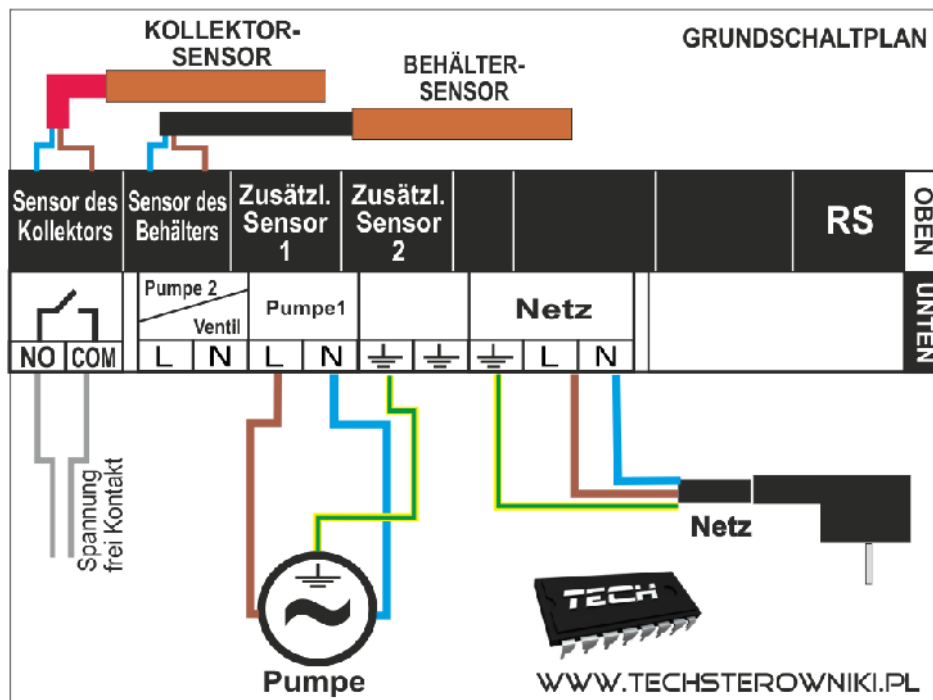 KOLLEKTOR-
SENSOR
BEHÄLTER-
SENSOR
GRUNDSCHALTPLAN
Sensor des
Kollektors
Sensor des
Behälters
Zusätzl.
Sensor
1
Zusätzl.
Sensor
2
RS
OBEN
Pumpe 2
Ventil
Pumpe1
Netz
UNTEN
NO COM
L N
L N
L N
Spannung
frei Kontakt
Netz
Pumpe
TECH
WWW.TECHSTEROWNIKI.PL